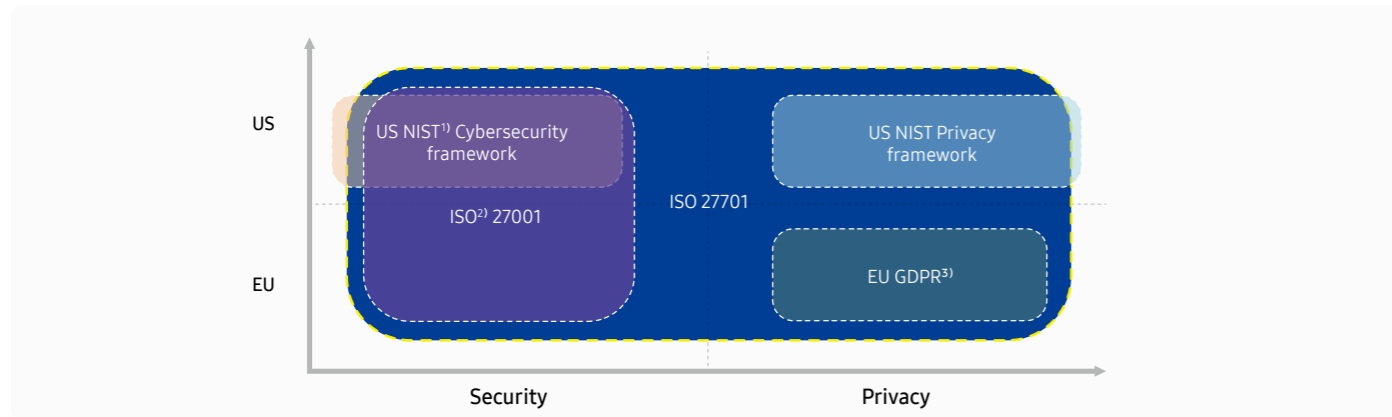 US
US NIST¹⁾ Cybersecurity
framework
US NIST Privacy
framework
ISO 27701
ISO²⁾ 27001
EU
EU GDPR³⁾
Security
Privacy